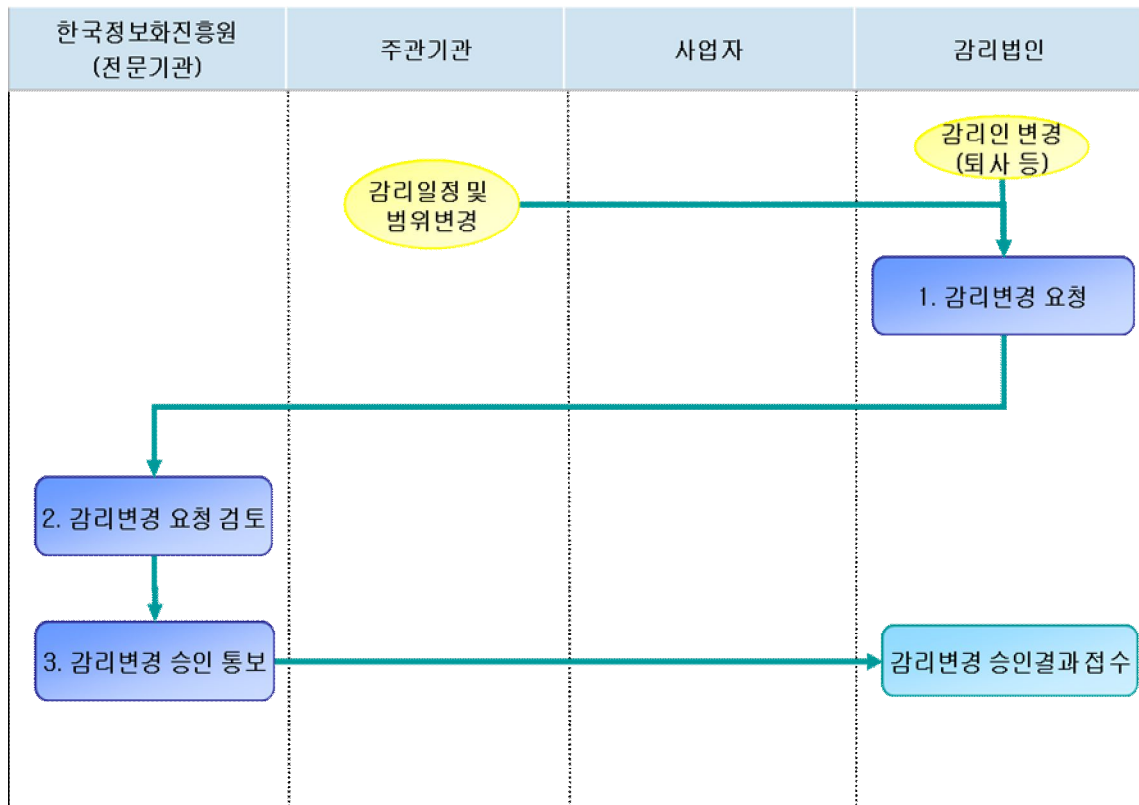 한국정보화진흥원
(전문기관)
주관기관
사업자
감리법인
감리인 변경
(퇴사 등)
감리일정 및
범위변경
1. 감리변경 요청
2. 감리변경 요청 검토
3. 감리변경 승인 통보
감리변경 승인결과 접수